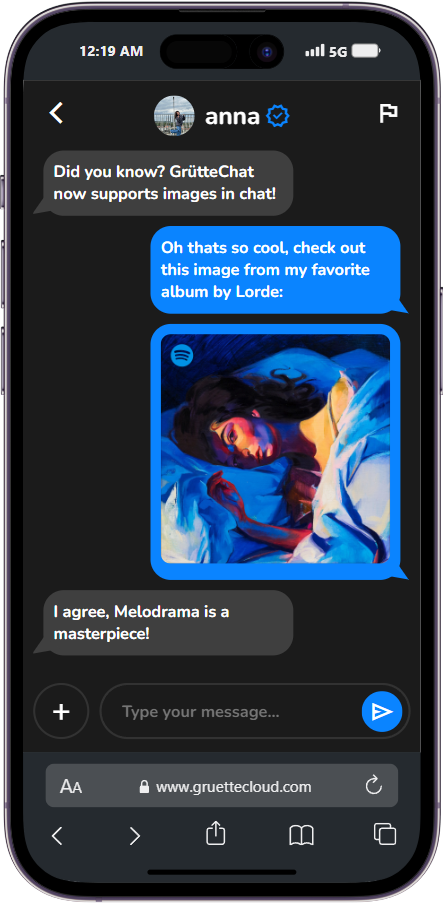 12:19 AM 5G
anna
Did you know? GrütteChat
now supports images in chat!
Oh thats so cool, check out
this image from my favorite
album by Lorde:
I agree, Melodrama is a
masterpiece!
Type your message...
AA www.gruettecloud.com